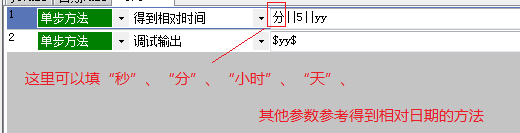 1 单步方法 得到相对时间 分||5||yy
2 单步方法 调试输出 $yy$
这里可以填“秒”、“分”、“小时”、“天”、
其他参数参考得到相对日期的方法